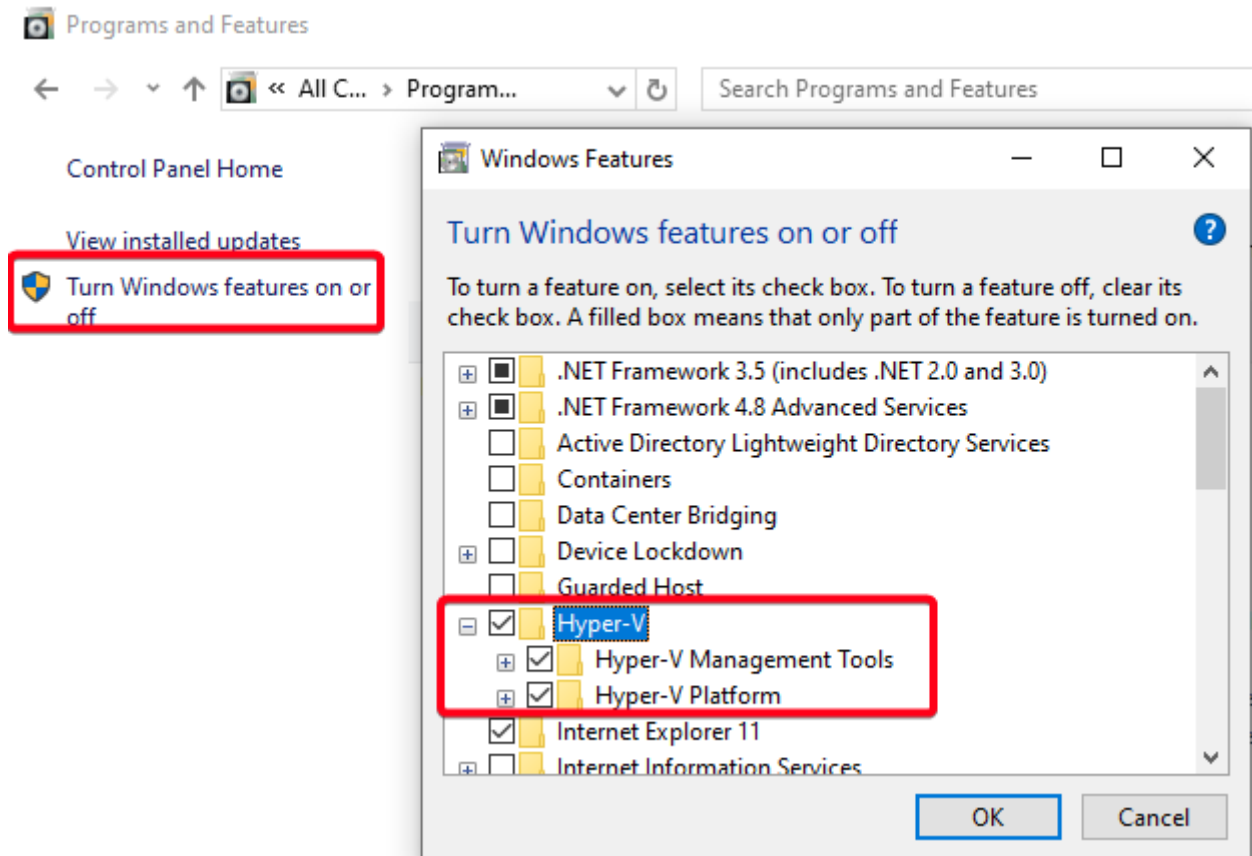 Programs and Features
« All C... > Program...
Search Programs and Features
Control Panel Home
View installed updates
Turn Windows features on or
off
Windows Features
Turn Windows features on or off
?
To turn a feature on, select its check box. To turn a feature off, clear its
check box. A filled box means that only part of the feature is turned on.
.NET Framework 3.5 (includes .NET 2.0 and 3.0)
.NET Framework 4.8 Advanced Services
Active Directory Lightweight Directory Services
Containers
Data Center Bridging
Device Lockdown
Guarded Host
Hyper-V
Hyper-V Management Tools
Hyper-V Platform
Internet Explorer 11
Internet Information Services
OK
Cancel